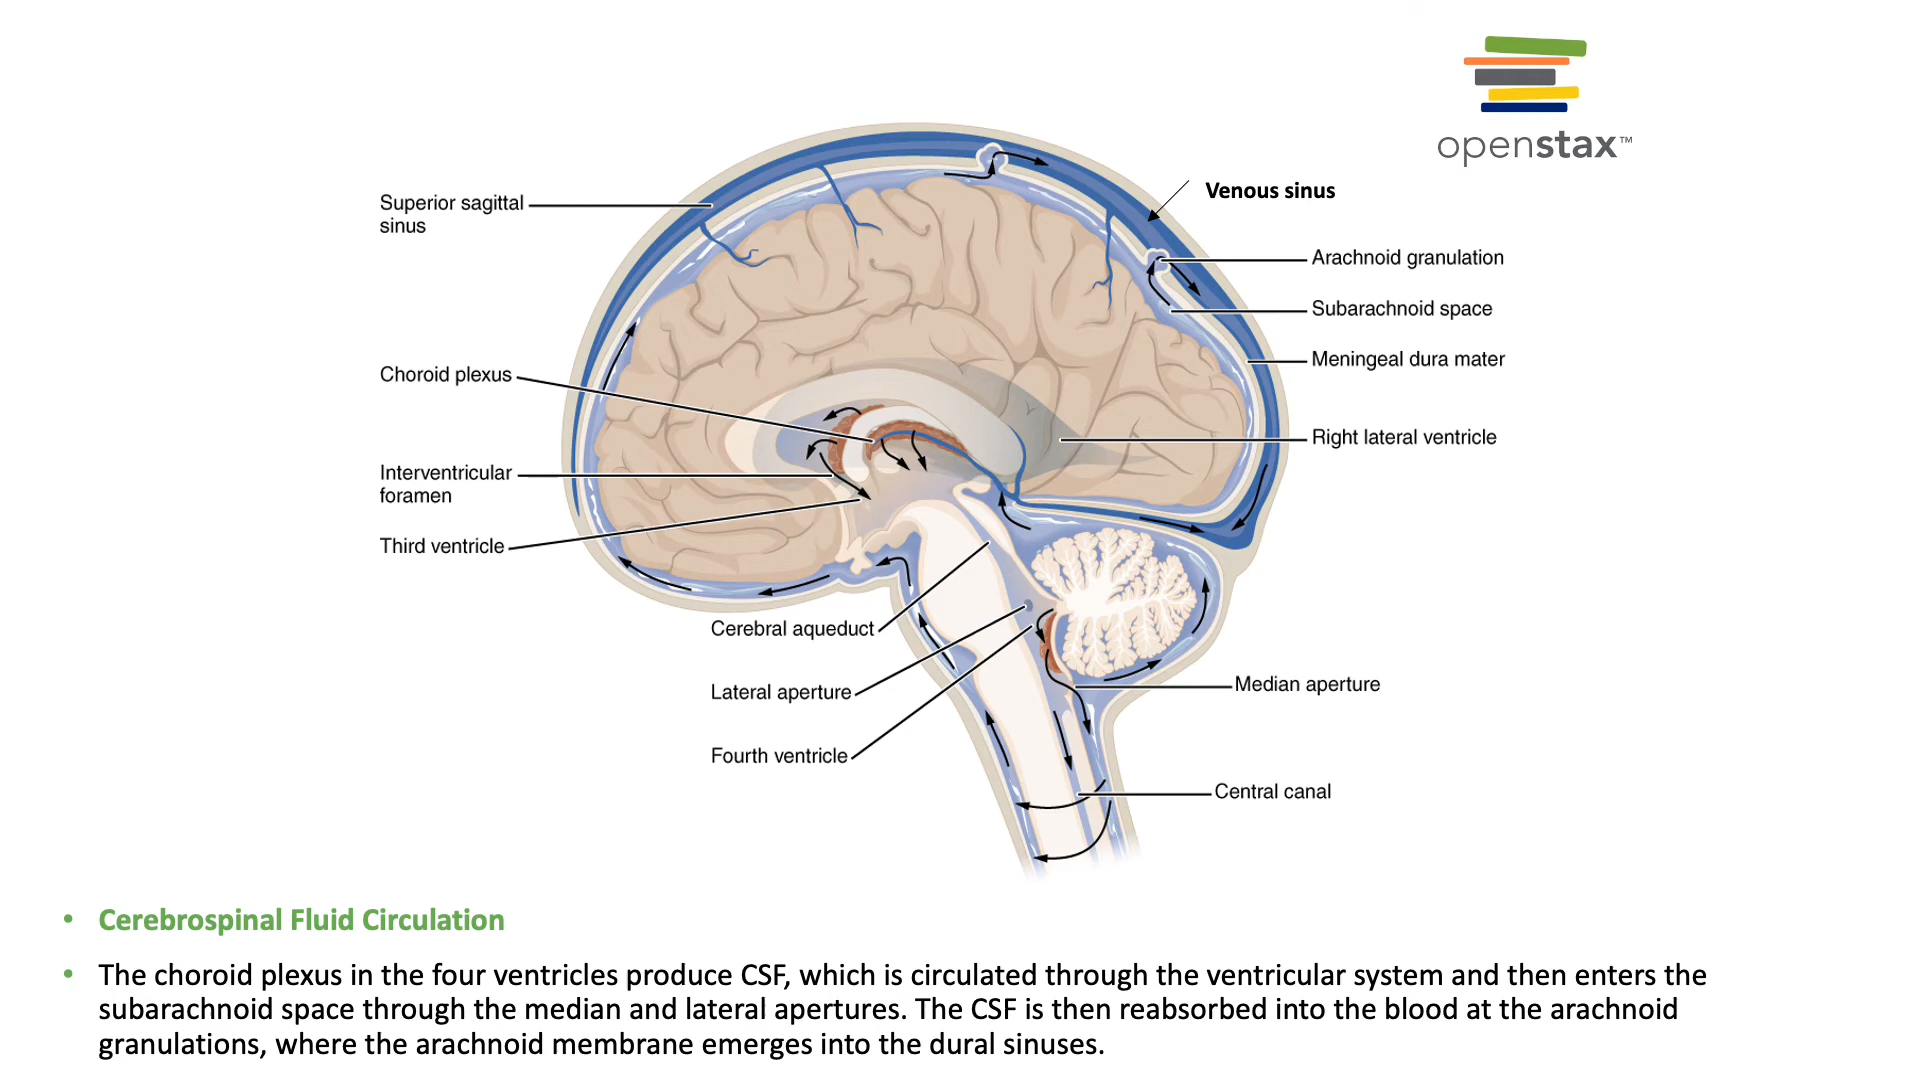 openstax™
Superior sagittal
sinus
Venous sinus
Arachnoid granulation
Subarachnoid space
Meningeal dura mater
Choroid plexus
Right lateral ventricle
Interventricular
foramen
Third ventricle
Cerebral aqueduct
Lateral aperture
Median aperture
Fourth ventricle
Central canal
• Cerebrospinal Fluid Circulation
• The choroid plexus in the four ventricles produce CSF, which is circulated through the ventricular system and then enters the
subarachnoid space through the median and lateral apertures. The CSF is then reabsorbed into the blood at the arachnoid
granulations, where the arachnoid membrane emerges into the dural sinuses.